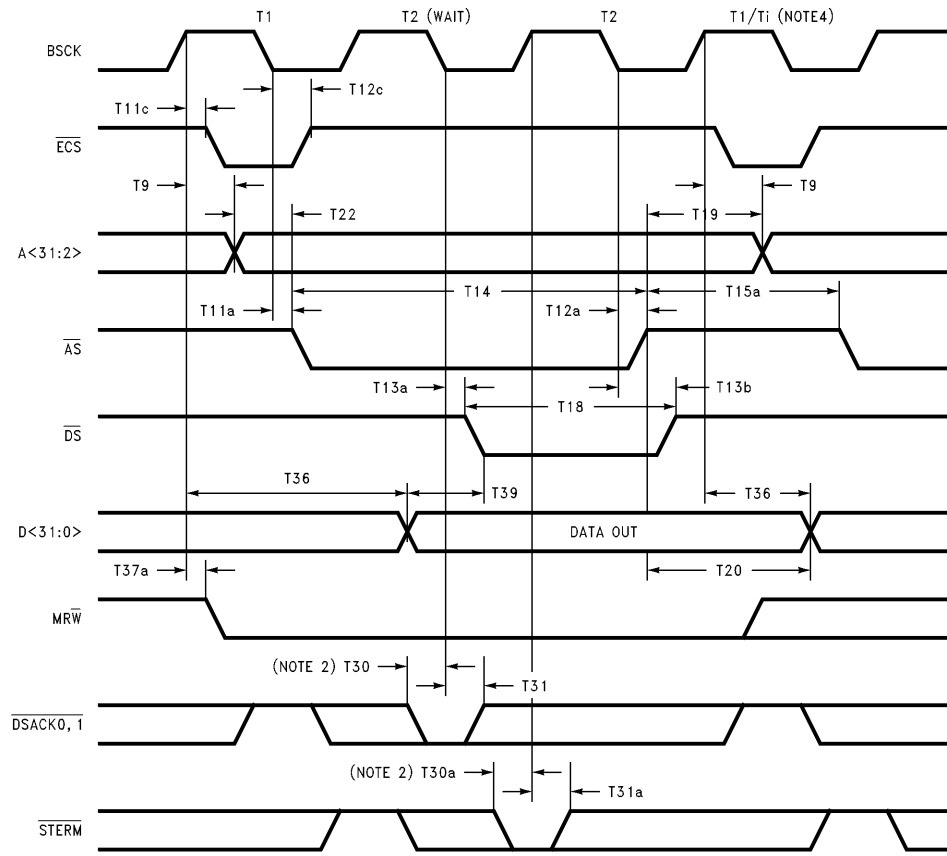 T1 T2 (WAIT) T2 T1/Ti (NOTE4)
BSCK
T11c T12c
ECS
T9 T9
T22 T19
A<31:2>
T14 T15a
T11a T12a
AS
T13a T13b
T18
DS
T36 T39 T36
D<31:0> DATA OUT
T37a T20
MRW
(NOTE 2) T30
T31
DSACK0, 1
(NOTE 2) T30a
T31a
STERM